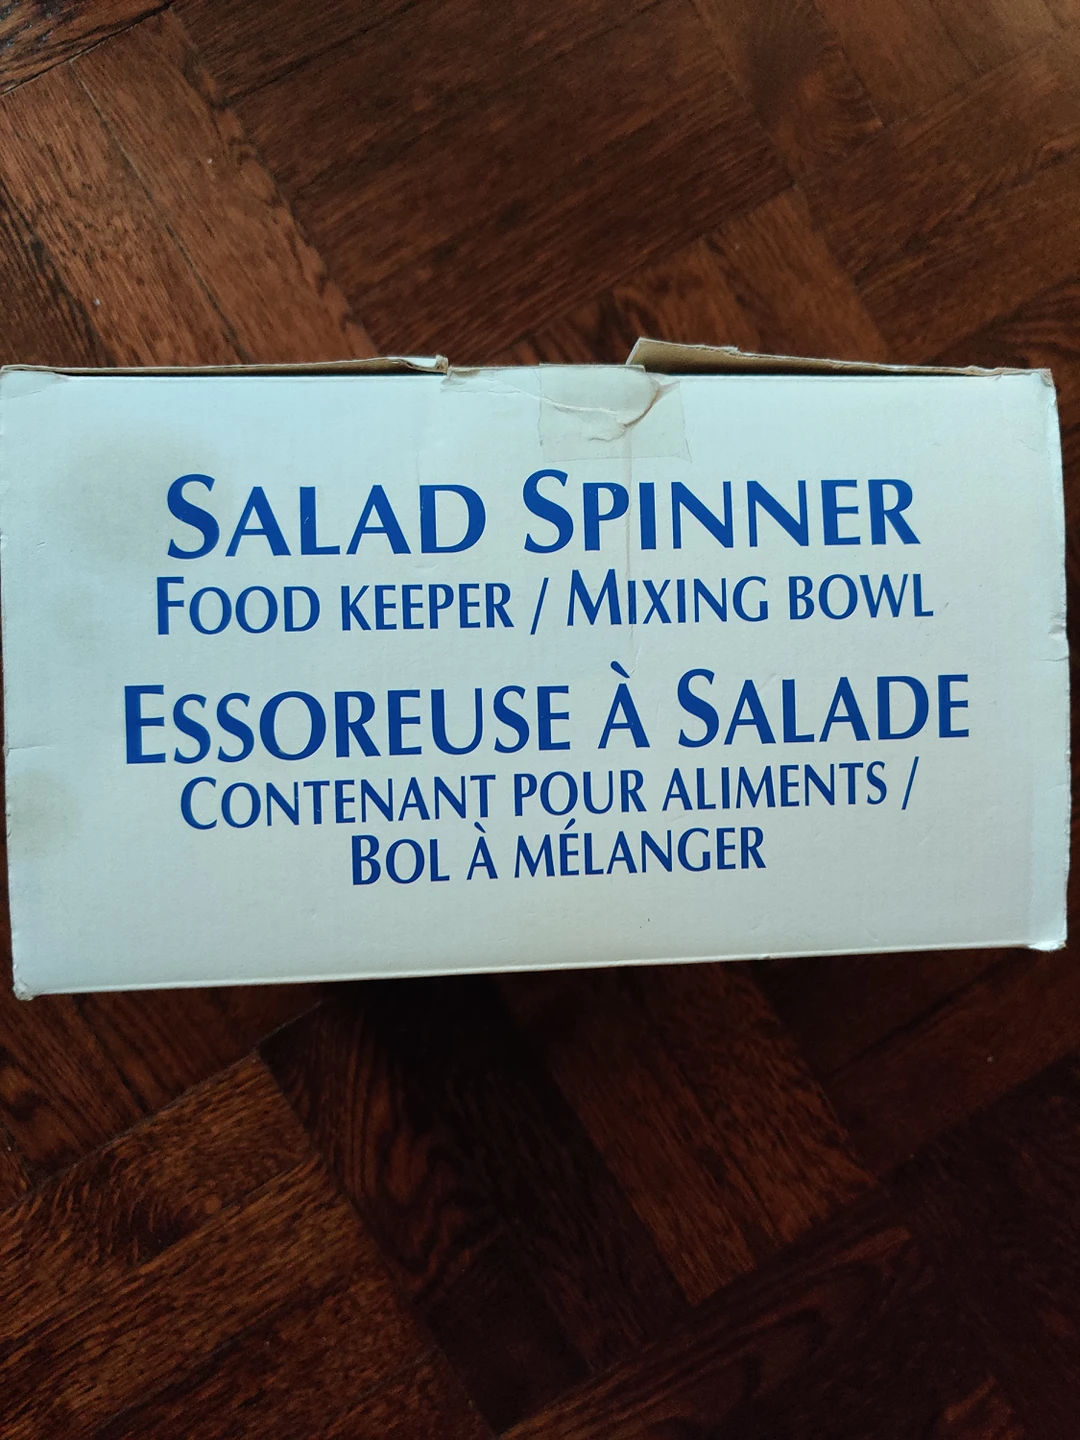 SALAD SPINNER
FOOD KEEPER / MIXING BOWL
ESSOREUSE À SALADE
CONTENANT POUR ALIMENTS /
BOL À MÉLANGER